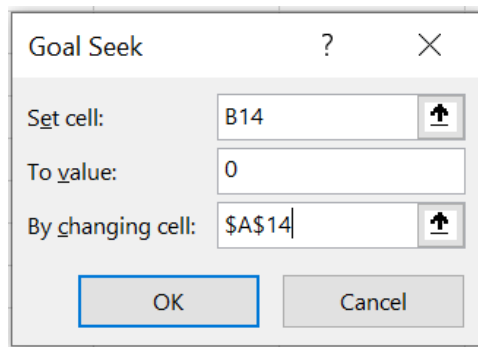 Goal Seek ?
Set cell: B14
To value: 0
By changing cell: $A$14
OK Cancel